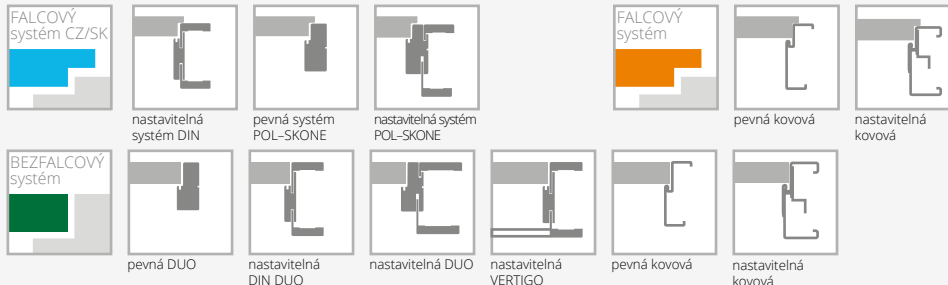 FALCOVÝ
systém CZ/SK
nastavitelná
systém DIN
pevná systém
POL–SKONE
nastavitelná systém
POL–SKONE
FALCOVÝ
systém
pevná kovová
nastavitelná
kovová
BEZFALCOVÝ
systém
pevná DUO
nastavitelná
DIN DUO
nastavitelná DUO
nastavitelná
VERTIGO
pevná kovová
nastavitelná
kovová